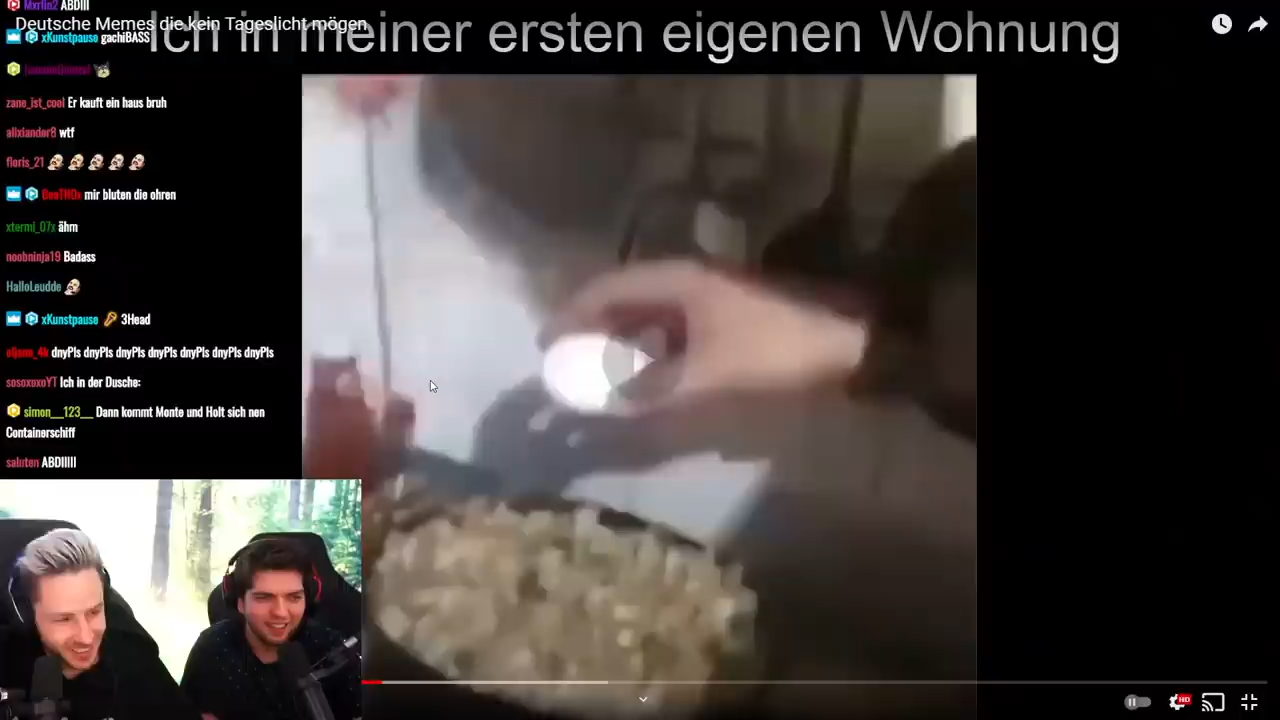 Mxrlin2 ABDIII
Deutsche Memes die kein Tageslicht mögen
Ich in meiner ersten eigenen Wohnung
xKunstpause gachiBASS
zane_ist_cool Er kauft ein haus bruh
alixiander8 wtf
floris_21
BeaTHDx mir bluten die ohren
xtermi_07x ähm
noobninja19 Badass
HalloLeudde
xKunstpause 3Head
dnyPls dnyPls dnyPls dnyPls dnyPls dnyPls dnyPls
sosoxoxoYT Ich in der Dusche:
simon__123__ Dann kommt Monte und Holt sich nen
Containerschiff
saluten ABDIIIII
HD